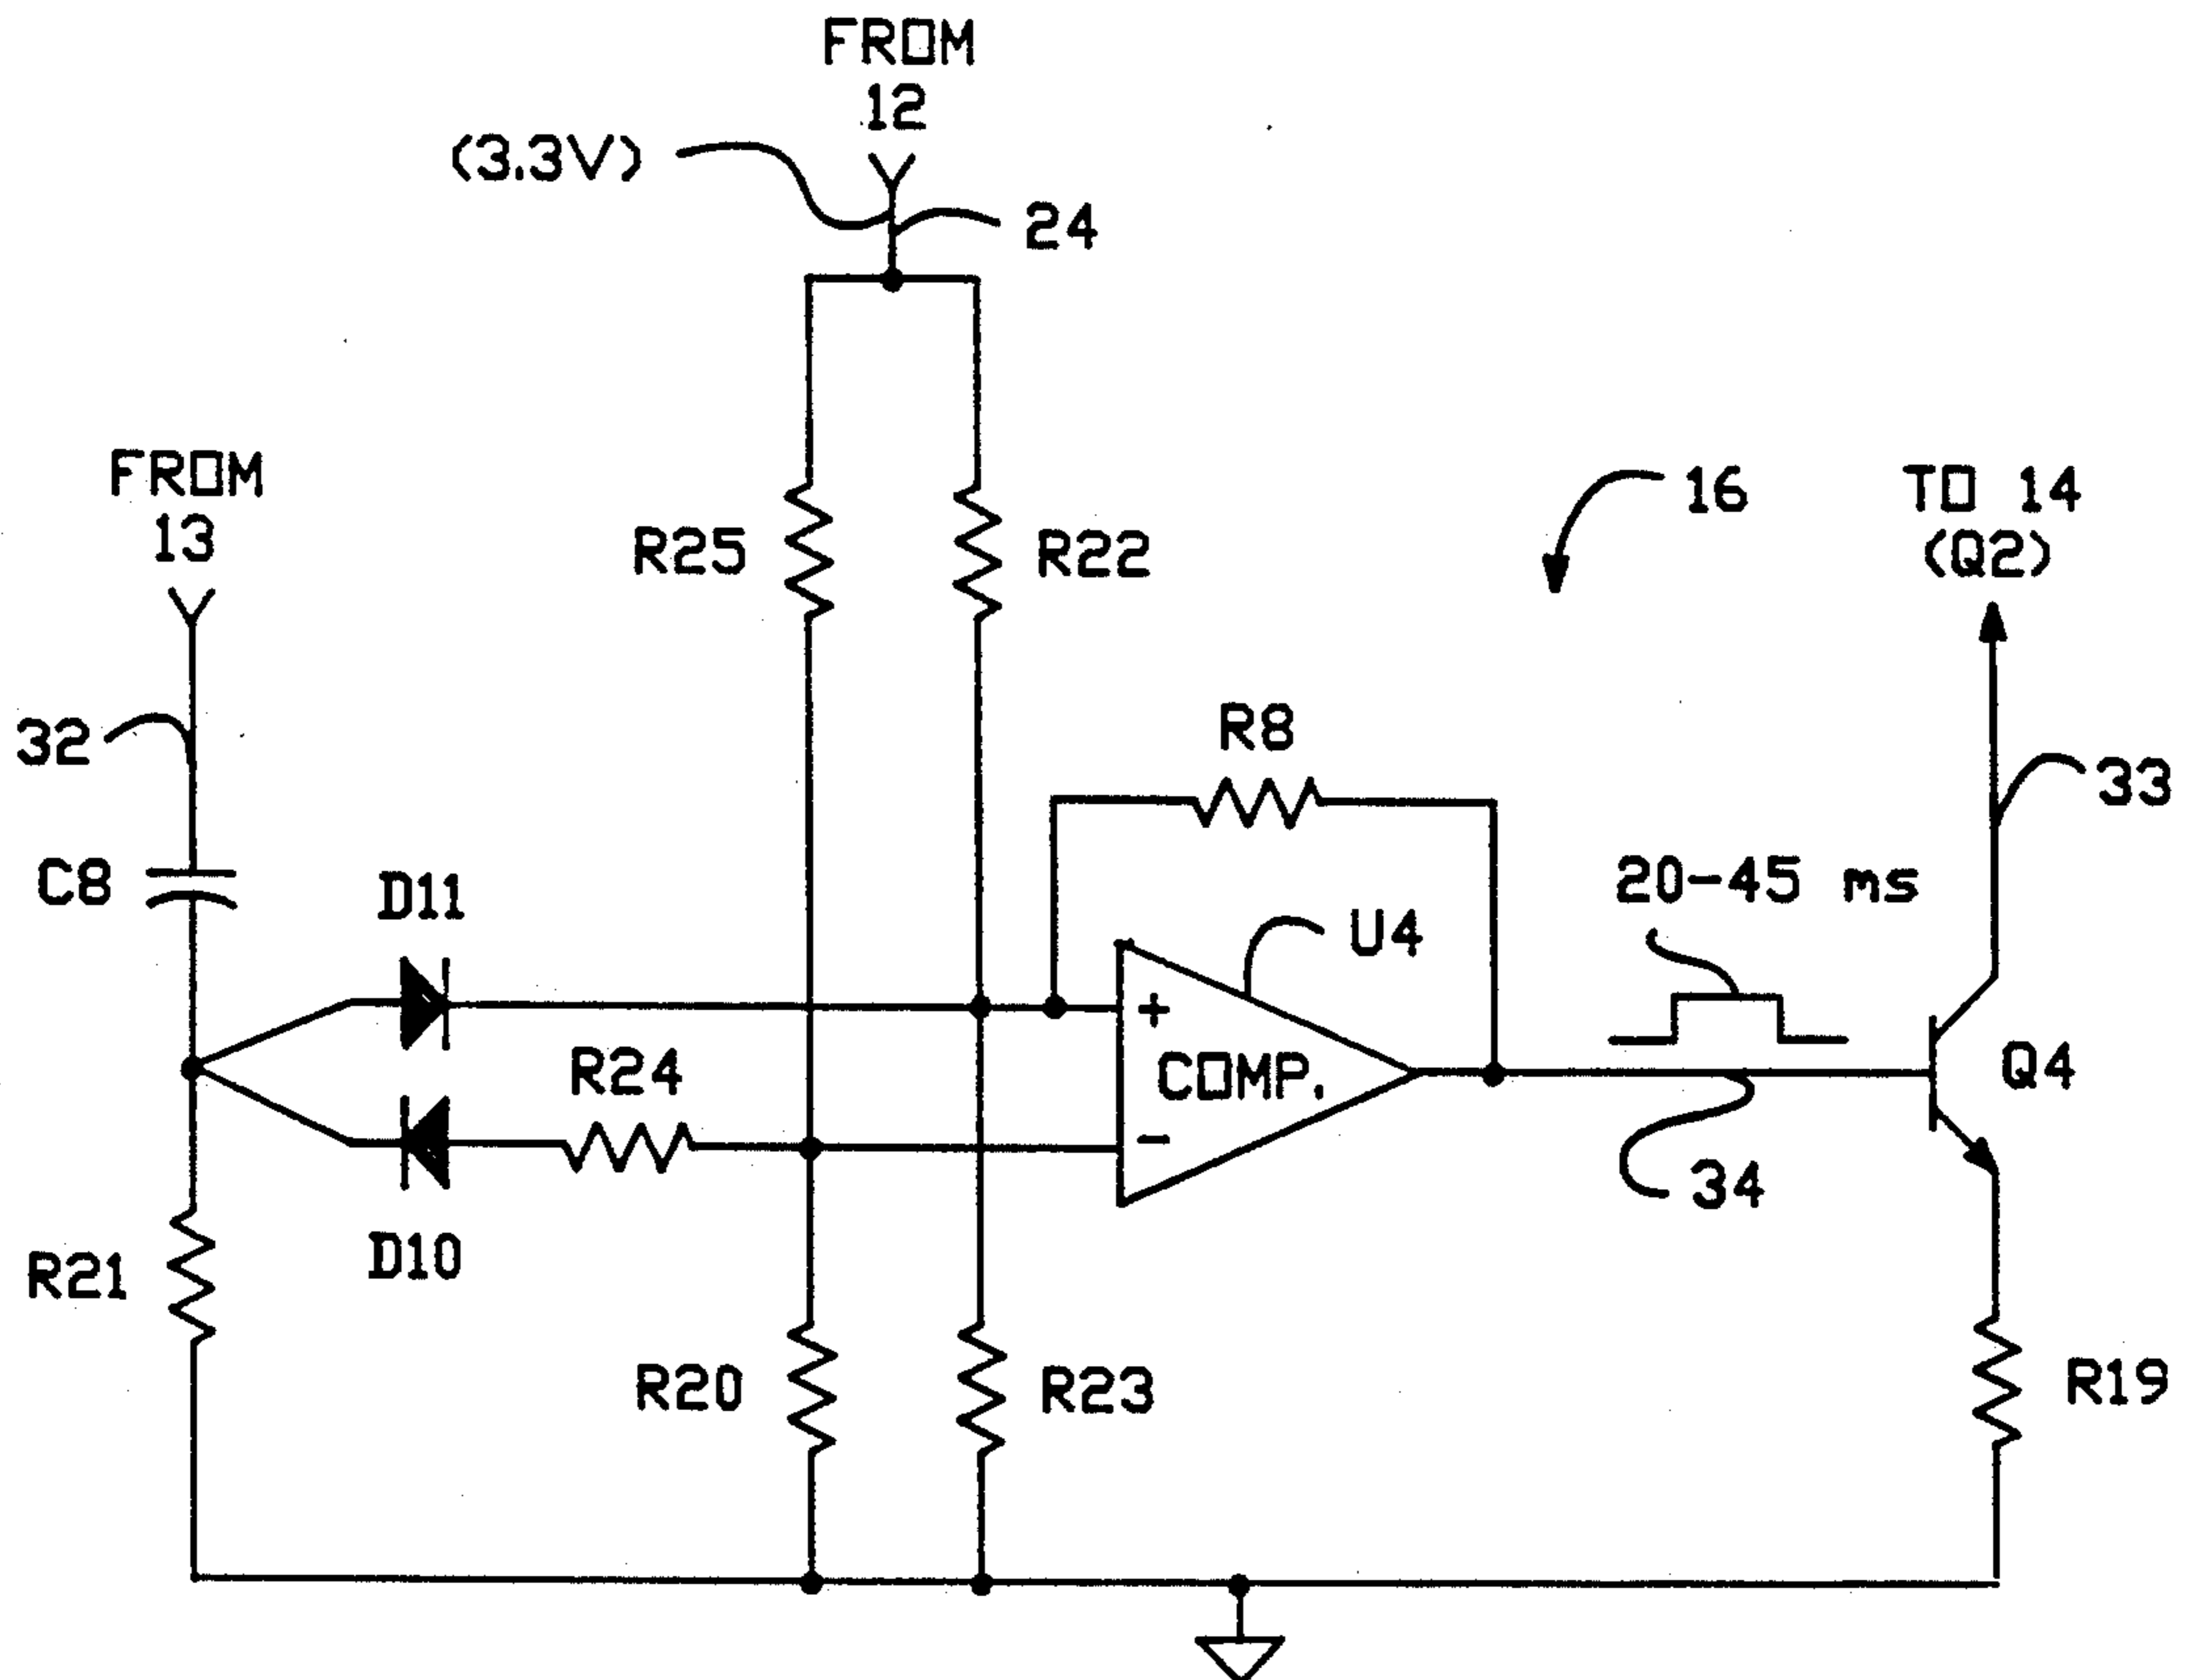 FROM
12
(3.3V)
24
FROM
13
R25
R22
16
TO 14
(Q2)
32
R8
33
C8
D11
20-45 ms
U4
+
COMP.
-
R24
Q4
34
D10
R21
R20
R23
R19